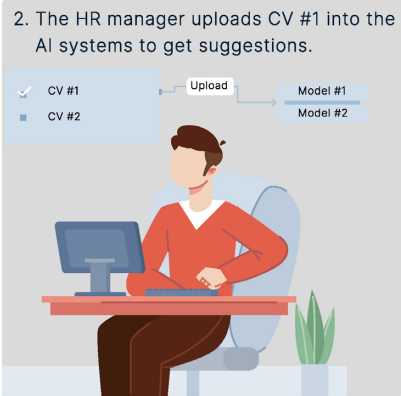 2. The HR manager uploads CV #1 into the
AI systems to get suggestions.
CV #1
Upload
Model #1
CV #2
Model #2